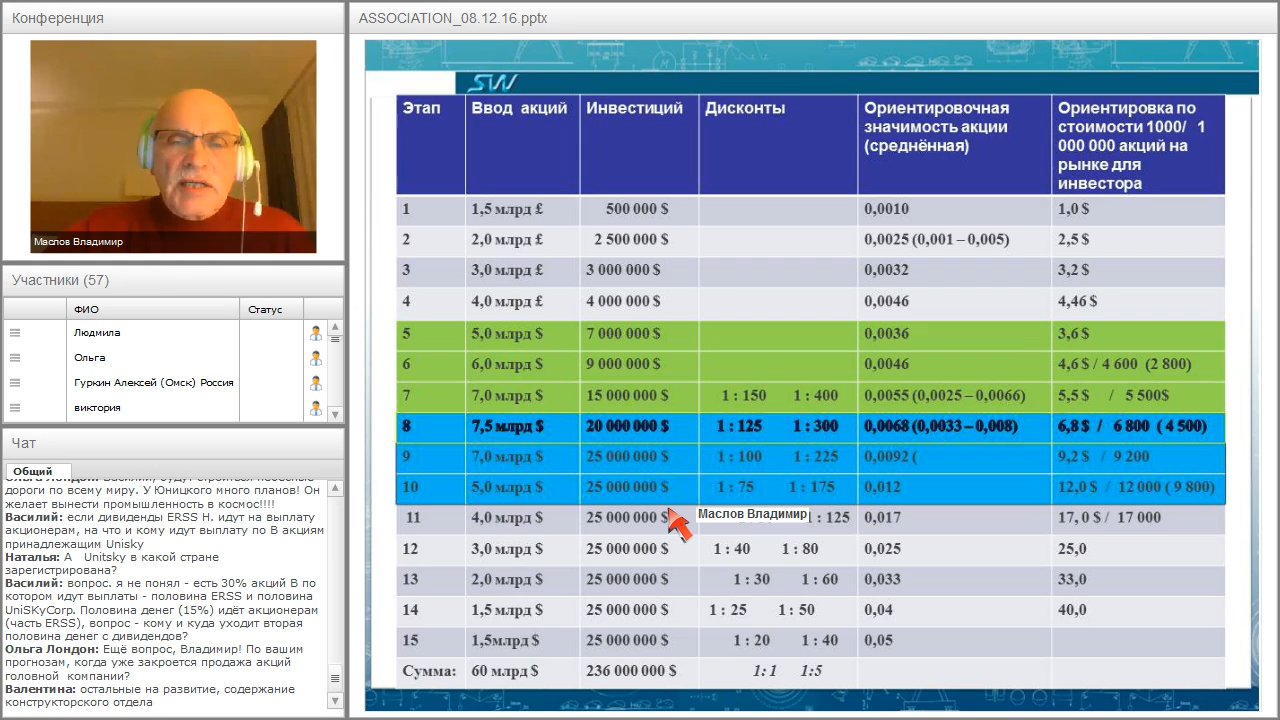 Конференция
Маслов Владимир
Участники (57)
ФИО Статус
Людмила
Ольга
Гуркин Алексей (Омск) Россия
виктория
Чат
Общий
дороги по всему миру. У Юницкого много планов! Он
желает вынести промышленность в космос!!!!
Василий: если дивиденды ERSS H. идут на выплату
акционерам, то кому идут выплату по B акциям
принадлежащим Unisky
Наталья: А Unitsky в какой стране
зарегистрирована?
Василий: вопрос. я не понял - есть 30% акций B по
котором идут выплаты - половина ERSS и половина
UniSKyCorp. Половина денег (15%) идёт акционерам
(часть ERSS), вопрос - кому и куда уходит вторая
половина денег с дивидендов?
Ольга Лондон: Ещё вопрос, Владимир! По вашим
прогнозам, когда уже закроется продажа акций
головной компании?
остальные на развитие, содержание
конструкторского отдела
ASSOCIATION_08.12.16.pptx
SW
Этап Ввод акций Инвестиций Дисконты Ориентировочная значимость акции (среднённая) Ориентировка по стоимости 1000/ 1 000 000 акций на рынке для инвестора
1 1,5 млрд £ 500 000 $ 0,0010 1,0 $
2 2,0 млрд £ 2 500 000 $ 0,0025 (0,001 – 0,005) 2,5 $
3 3,0 млрд £ 3 000 000 $ 0,0032 3,2 $
4 4,0 млрд £ 4 000 000 $ 0,0046 4,46 $
5 5,0 млрд $ 7 000 000 $ 0,0036 3,6 $
6 6,0 млрд $ 9 000 000 $ 0,0046 4,6 $ / 4 600 (2 800)
7 7,0 млрд $ 15 000 000 $ 1 : 150 1 : 400 0,0055 (0,0025 – 0,0066) 5,5 $ / 5 500$
8 7,5 млрд $ 20 000 000 $ 1 : 125 1 : 300 0,0068 (0,0033 – 0,008) 6,8 $ / 6 800 ( 4 500)
9 7,0 млрд $ 25 000 000 $ 1 : 100 1 : 225 0,0092 ( 9,2 $ / 9 200
10 5,0 млрд $ 25 000 000 $ 1 : 75 1 : 175 0,012 12,0 $ / 12 000 ( 9 800)
11 4,0 млрд $ 25 000 000 $ Маслов Владимир 1 : 125 0,017 17, 0 $ / 17 000
12 3,0 млрд $ 25 000 000 $ 1 : 40 1 : 80 0,025 25,0
13 2,0 млрд $ 25 000 000 $ 1 : 30 1 : 60 0,033 33,0
14 1,5 млрд $ 25 000 000 $ 1 : 25 1 : 50 0,04 40,0
15 1,5млрд $ 25 000 000 $ 1 : 20 1 : 40 0,05
Сумма: 60 млрд $ 236 000 000 $ 1: 1 1:5